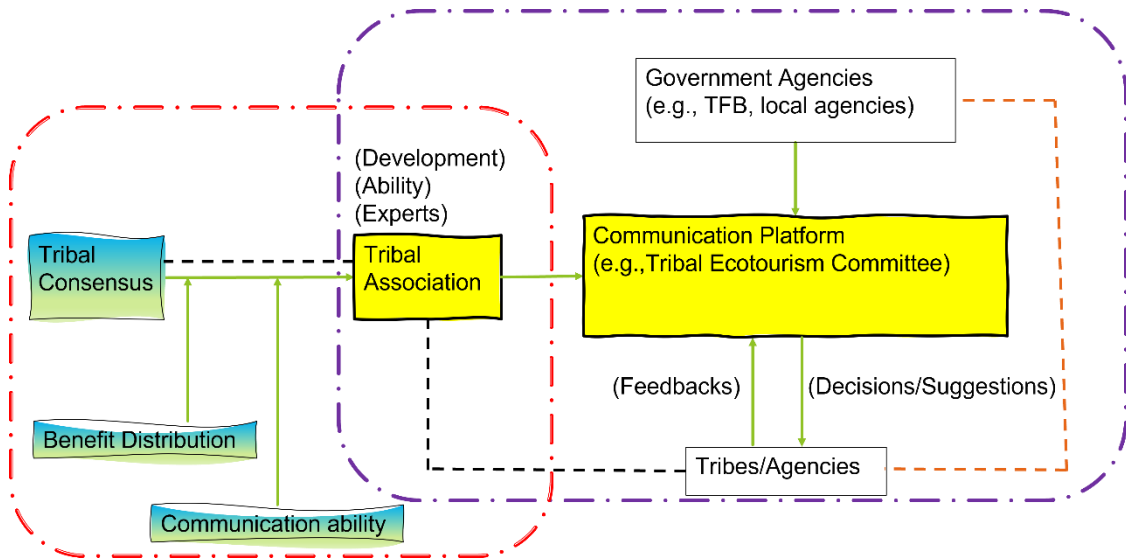 Government Agencies
(e.g., TFB, local agencies)
(Development)
(Ability)
(Experts)
Tribal
Consensus
Tribal
Association
Communication Platform
(e.g.,Tribal Ecotourism Committee)
(Feedbacks)
(Decisions/Suggestions)
Benefit Distribution
Tribes/Agencies
Communication ability